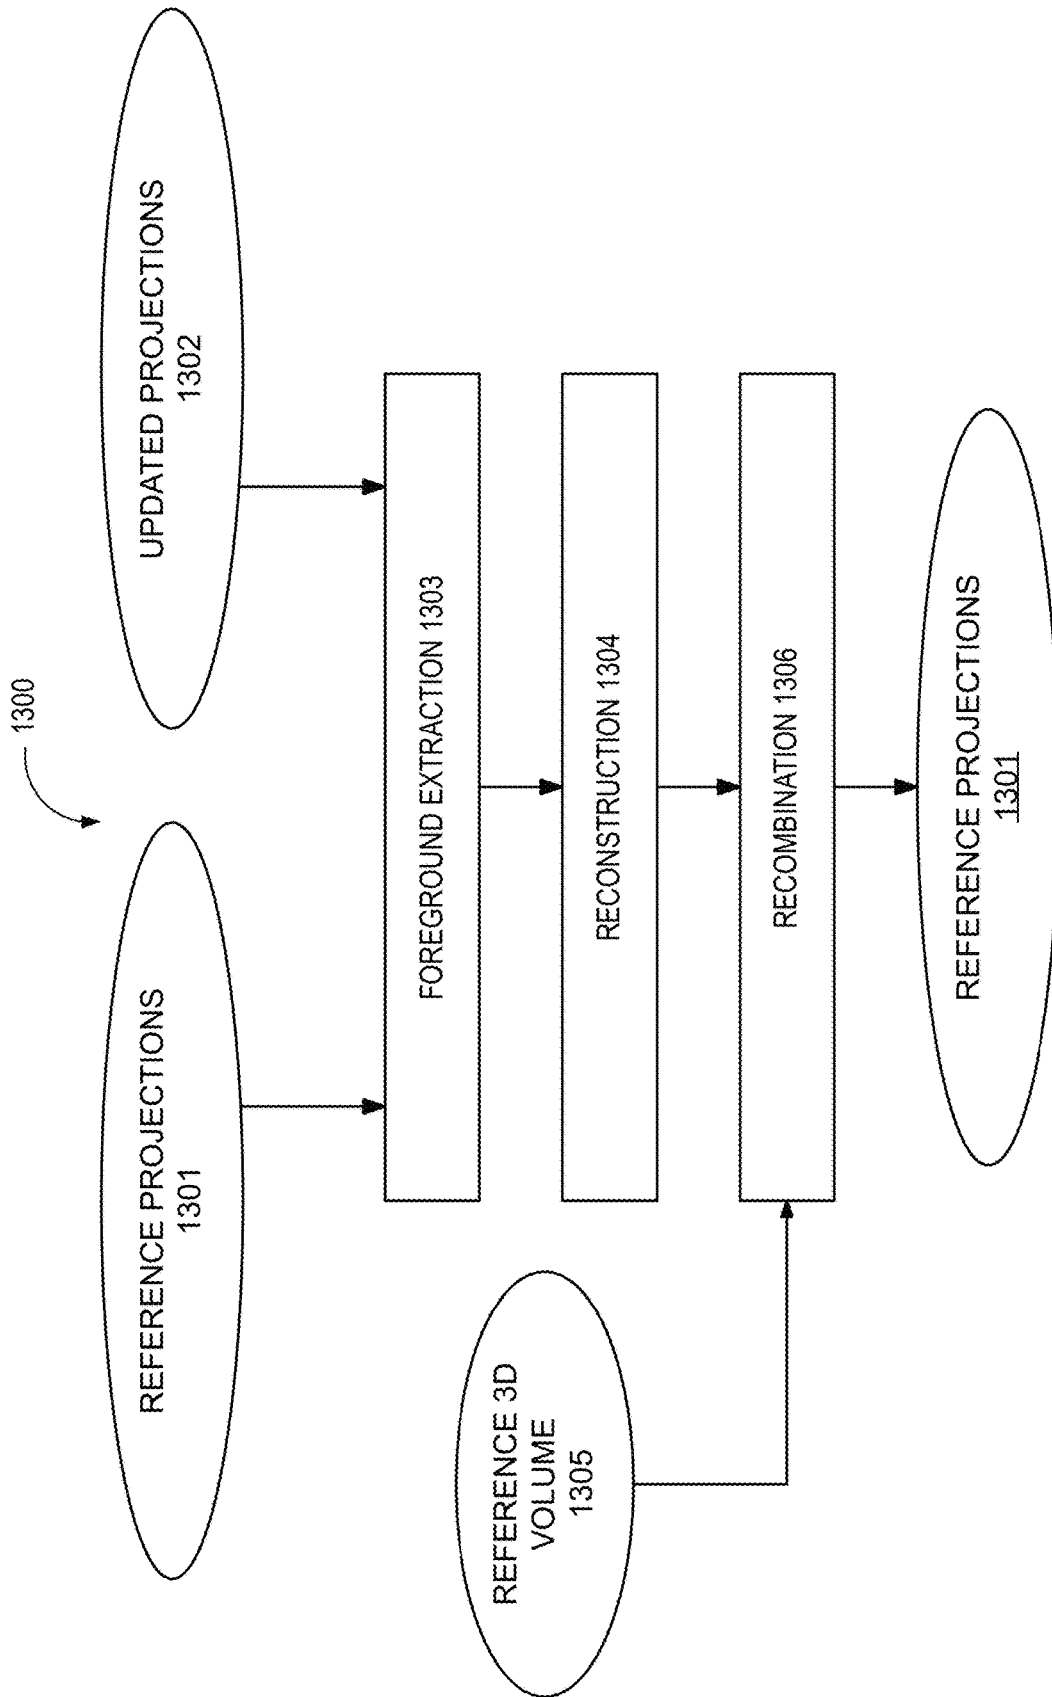 1300
REFERENCE PROJECTIONS
1301
UPDATED PROJECTIONS
1302
FOREGROUND EXTRACTION 1303
RECONSTRUCTION 1304
REFERENCE 3D
VOLUME
1305
RECOMBINATION 1306
REFERENCE PROJECTIONS
1301